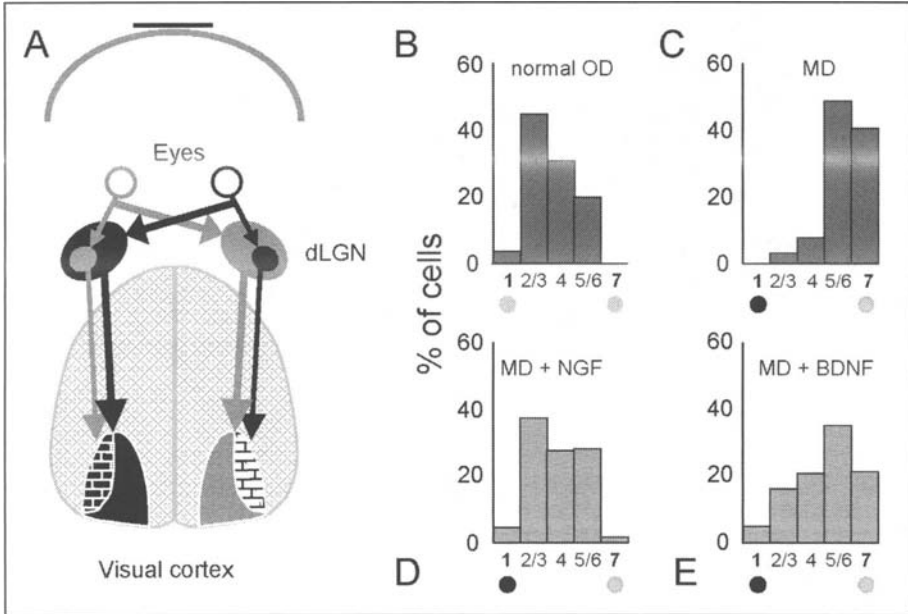 A
Eyes
dLGN
Visual cortex
B
normal OD
60
40
20
0
1 2/3 4 5/6 7
C
MD
60
40
20
0
1 2/3 4 5/6 7
% of cells
MD + NGF
60
40
20
0
1 2/3 4 5/6 7
D
MD + BDNF
60
40
20
0
1 2/3 4 5/6 7
E